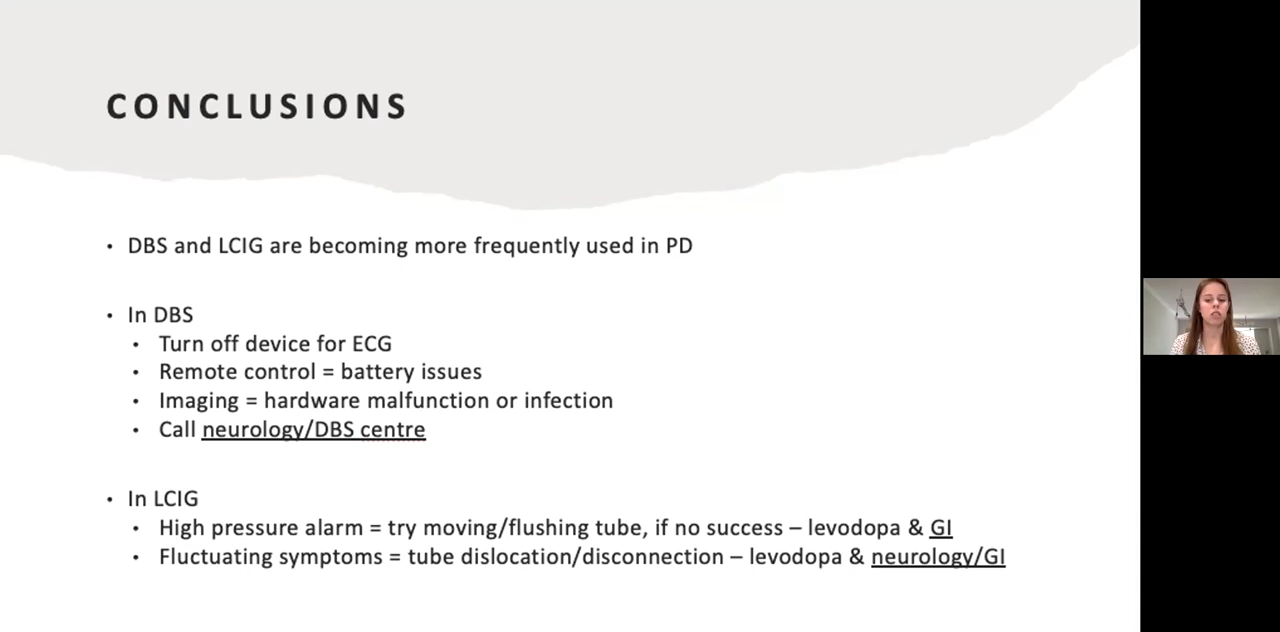 CONCLUSIONS
• DBS and LCIG are becoming more frequently used in PD
• In DBS
• Turn off device for ECG
• Remote control = battery issues
• Imaging = hardware malfunction or infection
• Call neurology/DBS centre
• In LCIG
• High pressure alarm = try moving/flushing tube, if no success – levodopa & GI
• Fluctuating symptoms = tube dislocation/disconnection – levodopa & neurology/GI